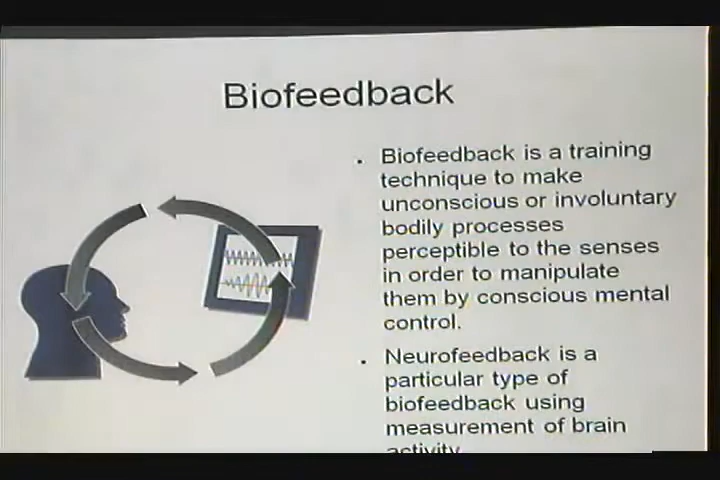 Biofeedback
. Biofeedback is a training
technique to make
unconscious or involuntary
bodily processes
perceptible to the senses
in order to manipulate
them by conscious mental
control.
. Neurofeedback is a
particular type of
biofeedback using
measurement of brain
activity.